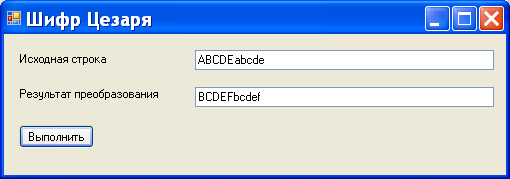 Шифр Цезаря
Исходная строка ABCDEabcde
Результат преобразования BCDEFbcdef
Выполнить